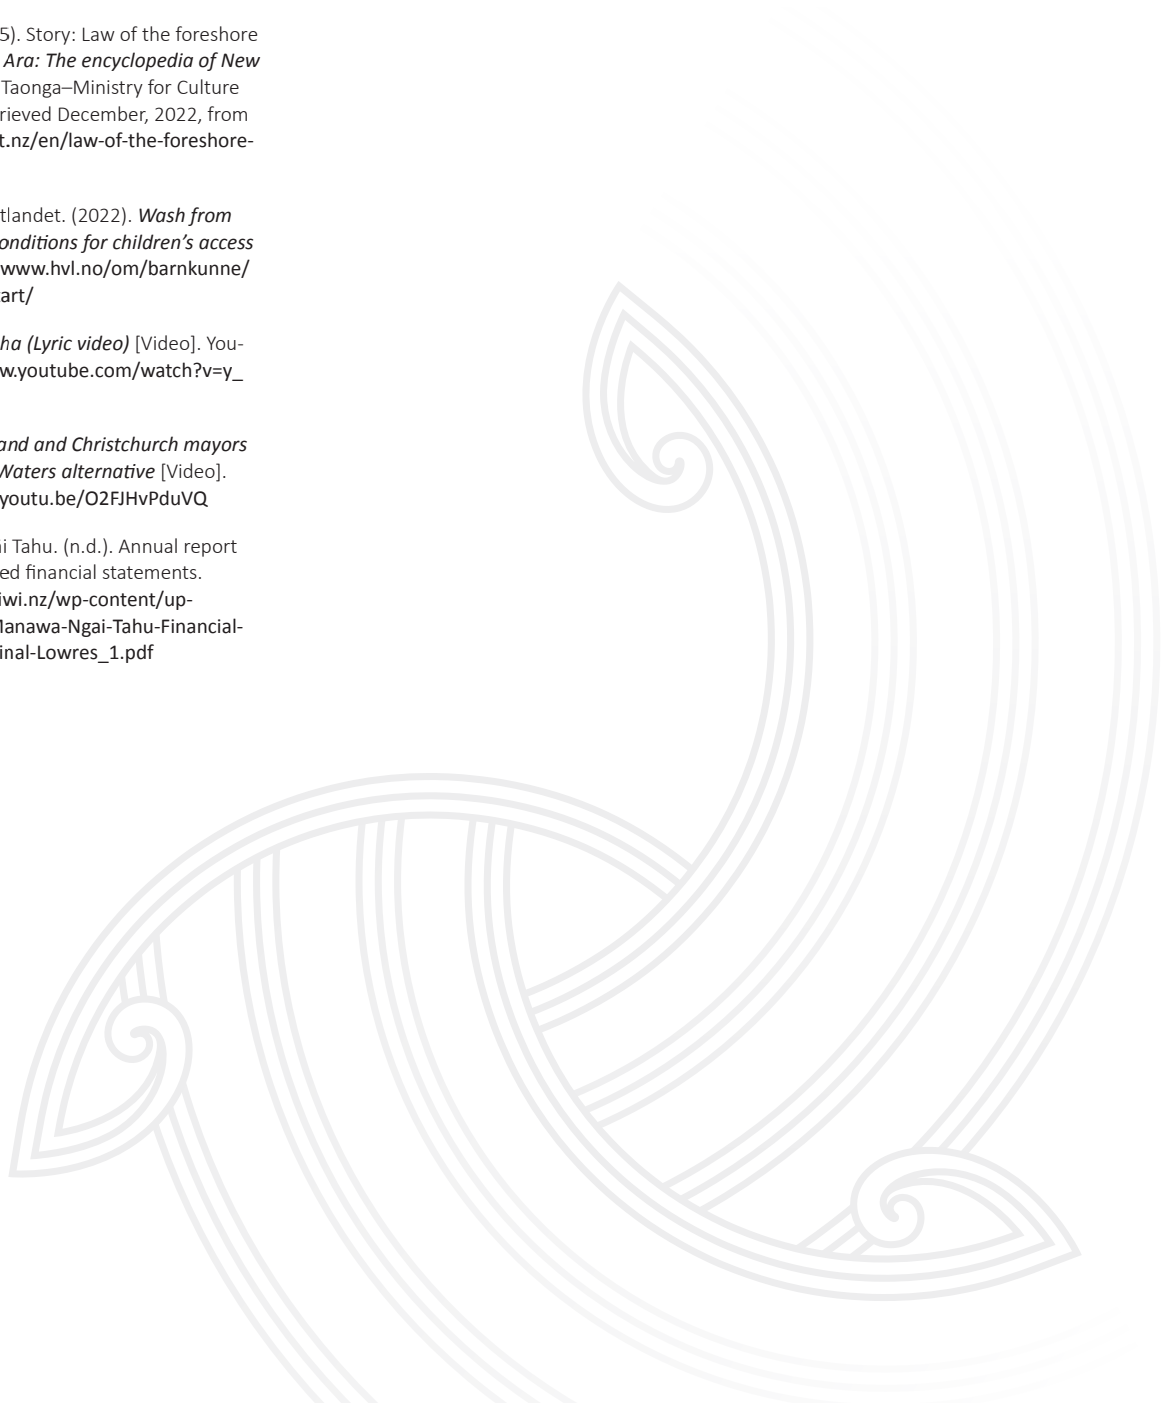 5). Story: Law of the foreshore
Ara: The encyclopedia of New
Taonga–Ministry for Culture
rieved December, 2022, from
t.nz/en/law-of-the-foreshore-
tlandet. (2022). Wash from
onditions for children’s access
www.hvl.no/om/barnkunne/
art/
ha (Lyric video) [Video]. You-
w.youtube.com/watch?v=y_
and and Christchurch mayors
Waters alternative [Video].
youtu.be/O2FJHvPduVQ
i Tahu. (n.d.). Annual report
ed financial statements.
iwi.nz/wp-content/up-
Manawa-Ngai-Tahu-Financial-
inal-Lowres_1.pdf